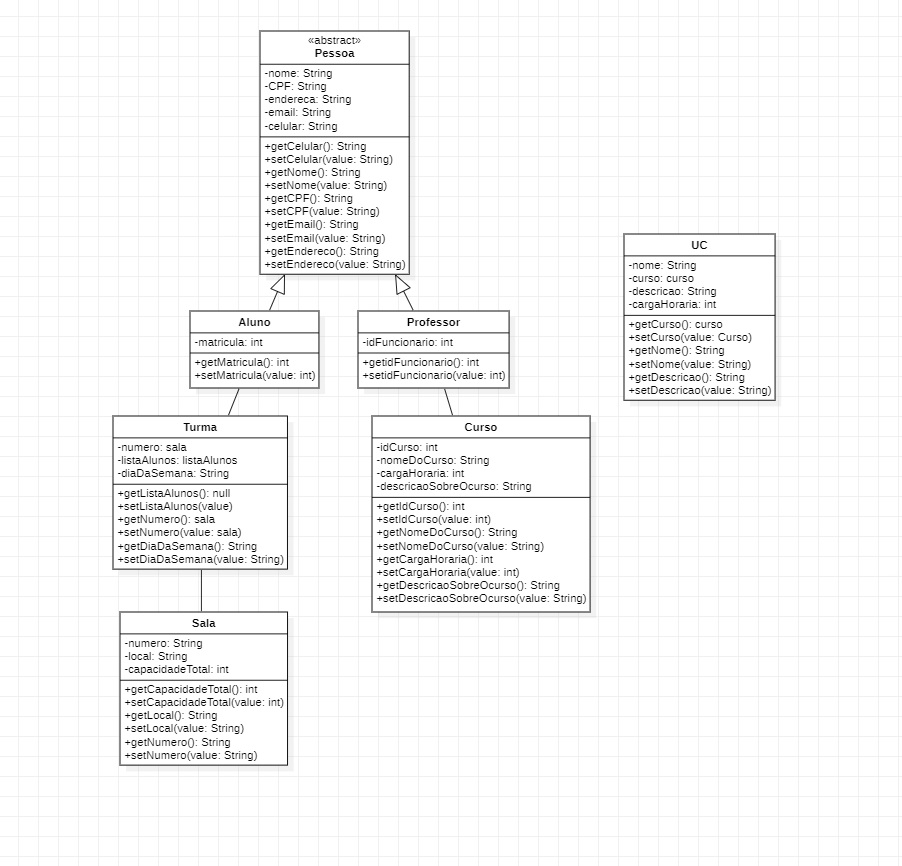 «abstract»
Pessoa
-nome: String
-CPF: String
-endereca: String
-email: String
-celular: String
+getCelular(): String
+setCelular(value: String)
+getNome(): String
+setNome(value: String)
+getCPF(): String
+setCPF(value: String)
+getEmail(): String
+setEmail(value: String)
+getEndereco(): String
+setEndereco(value: String)
UC
-nome: String
-curso: curso
-descricao: String
-cargaHoraria: int
+getCurso(): curso
+setCurso(value: Curso)
+getNome(): String
+setNome(value: String)
+getDescricao(): String
+setDescricao(value: String)
Aluno
-matricula: int
+getMatricula(): int
+setMatricula(value: int)
Professor
-idFuncionario: int
+getidFuncionario(): int
+setidFuncionario(value: int)
Turma
-numero: sala
-listaAlunos: listaAlunos
-diaDaSemana: String
+getListaAlunos(): null
+setListaAlunos(value)
+getNumero(): sala
+setNumero(value: sala)
+getDiaDaSemana(): String
+setDiaDaSemana(value: String)
Curso
-idCurso: int
-nomeDoCurso: String
-cargaHoraria: int
-descricaoSobreOcurso: String
+getIdCurso(): int
+setIdCurso(value: int)
+getNomeDoCurso(): String
+setNomeDoCurso(value: String)
+getCargaHoraria(): int
+setCargaHoraria(value: int)
+getDescricaoSobreOcurso(): String
+setDescricaoSobreOcurso(value: String)
Sala
-numero: String
-local: String
-capacidadeTotal: int
+getCapacidadeTotal(): int
+setCapacidadeTotal(value: int)
+getLocal(): String
+setLocal(value: String)
+getNumero(): String
+setNumero(value: String)